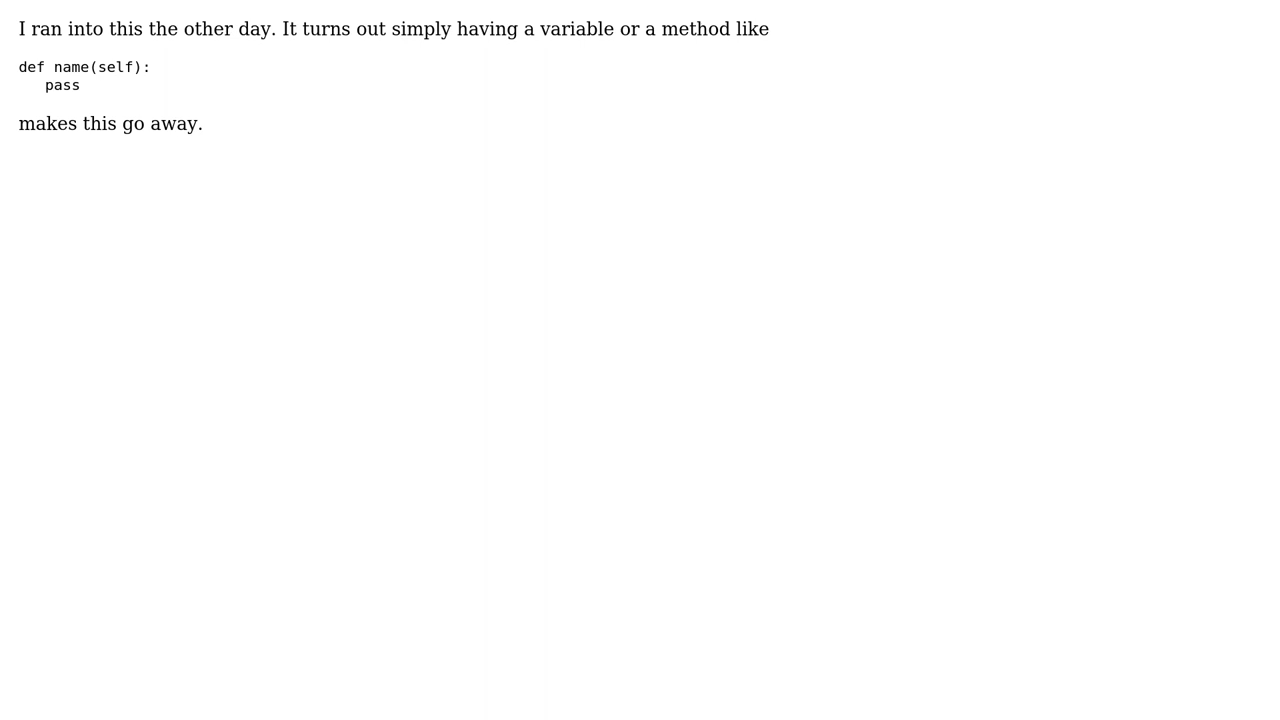 I ran into this the other day. It turns out simply having a variable or a method like
def name(self):
   pass
makes this go away.